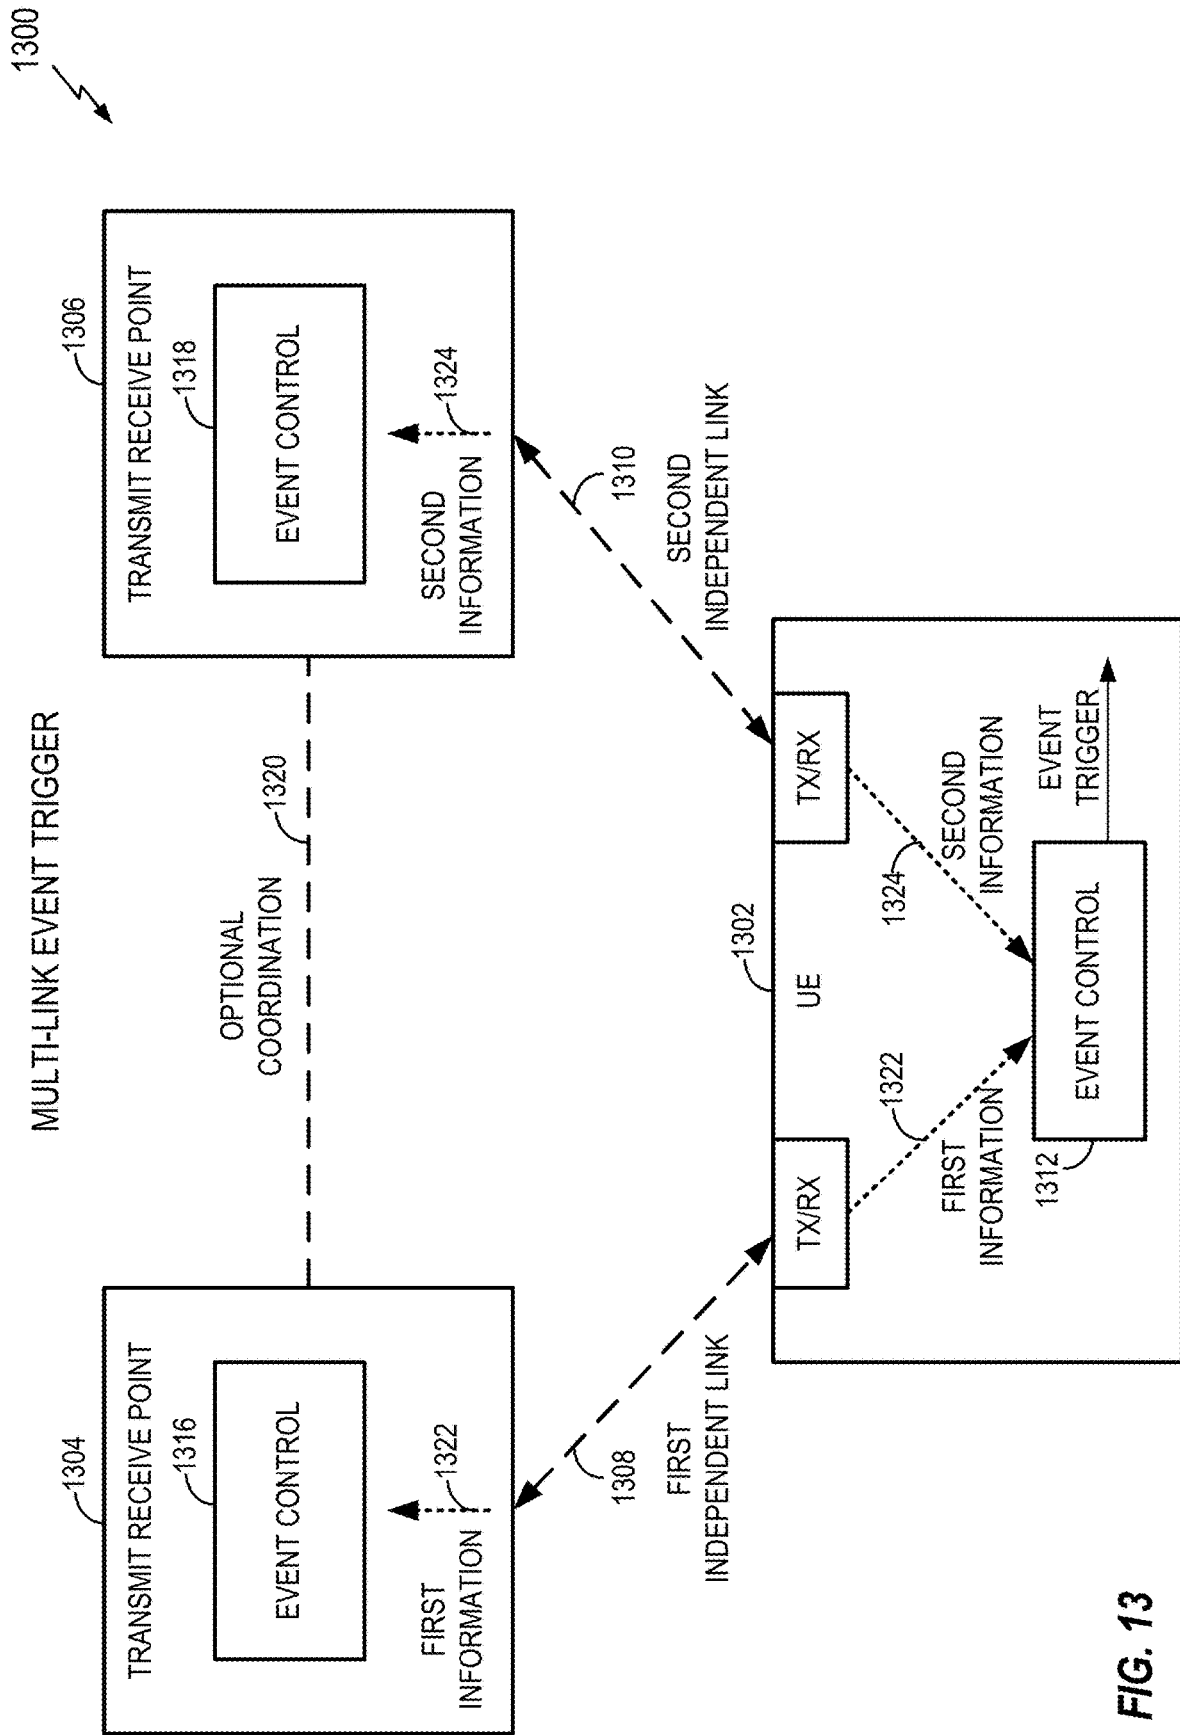 1300
MULTI-LINK EVENT TRIGGER
1304
TRANSMIT RECEIVE POINT
1316
EVENT CONTROL
FIRST
INFORMATION
1322
OPTIONAL
COORDINATION
1320
1306
TRANSMIT RECEIVE POINT
1318
EVENT CONTROL
SECOND
INFORMATION
1324
1308
FIRST
INDEPENDENT LINK
1310
SECOND
INDEPENDENT LINK
1302
TX/RX
UE
TX/RX
FIRST
INFORMATION
1322
1324
SECOND
INFORMATION
1312
EVENT CONTROL
EVENT
TRIGGER
FIG. 13